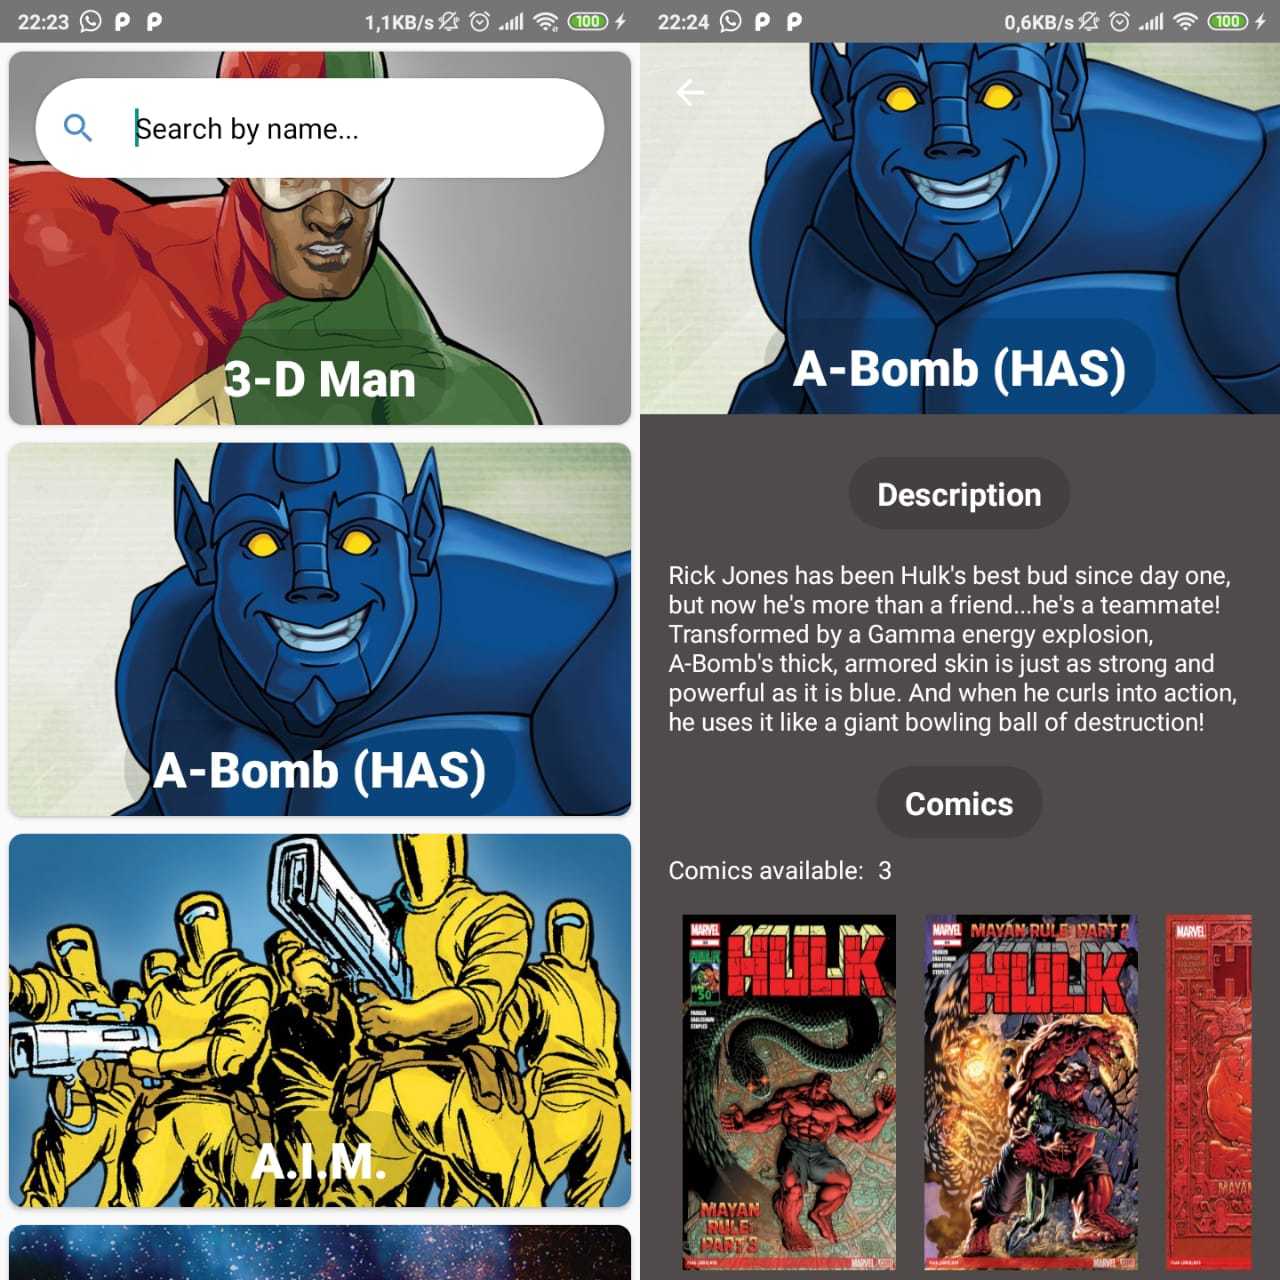 22:23
1,1KB/s
100
Search by name...
3-D Man
A-Bomb (HAS)
A.I.M.
22:24
0,6KB/s
100
A-Bomb (HAS)
Description
Rick Jones has been Hulk's best bud since day one,
but now he's more than a friend...he's a teammate!
Transformed by a Gamma energy explosion,
A-Bomb's thick, armored skin is just as strong and
powerful as it is blue. And when he curls into action,
he uses it like a giant bowling ball of destruction!
Comics
Comics available: 3
MARVEL
HULK
50
MAYAN
RULE
PART 3
MARVEL
MARVEL
MAYAN RULE PART 2
HULK
MARVEL
MARVEL
H
MAYAN